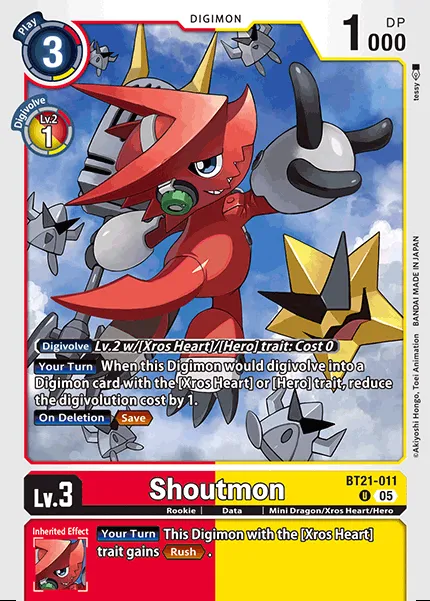 DIGIMON
Play
3
1000
DP
Digivolve
Lv.2
1
tessy
©Akiyoshi Hongo, Toei Animation BANDAI MADE IN JAPAN
Digivolve Lv.2 w/[Xros Heart]/[Hero] trait: Cost 0
Your Turn When this Digimon would digivolve into a
Digimon card with the [Xros Heart] or [Hero] trait, reduce
the digivolution cost by 1.
On Deletion Save
BT21-011
Lv.3
Shoutmon
U 05
Rookie | Data | Mini Dragon/Xros Heart/Hero
Inherited Effect
Your Turn This Digimon with the [Xros Heart]
trait gains Rush.